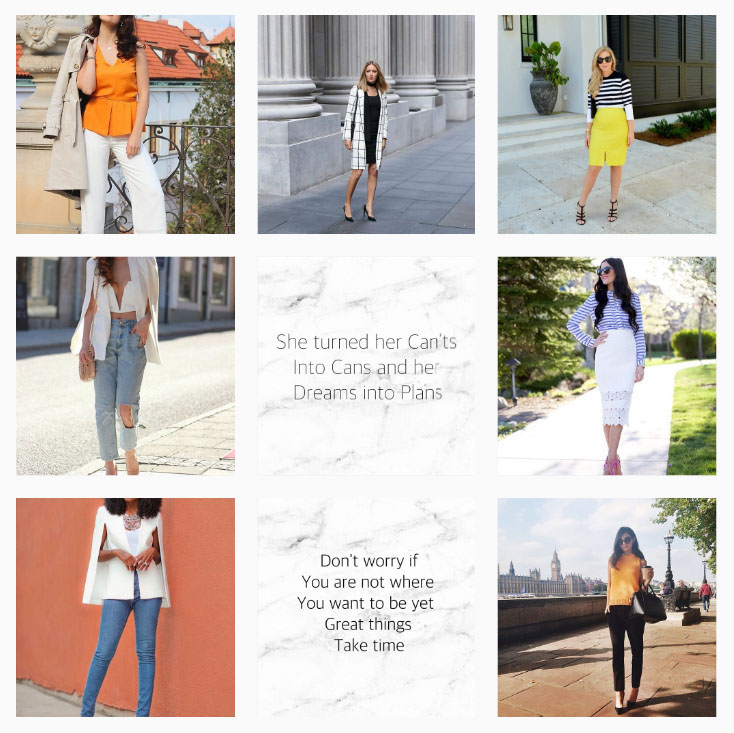 She turned her Can'ts
Into Cans and her
Dreams into Plans
Don't worry if
You are not where
You want to be yet
Great things
Take time